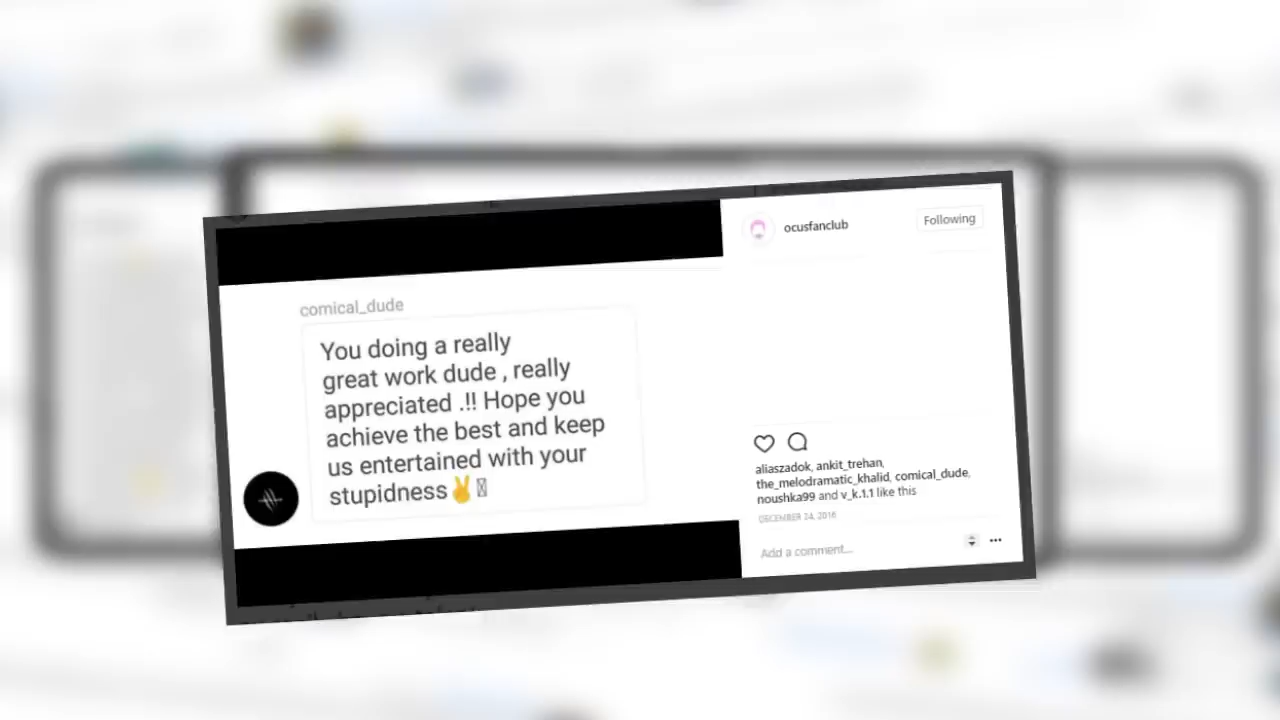 comical_dude
You doing a really
great work dude , really
appreciated .!! Hope you
achieve the best and keep
us entertained with your
stupidness✌
ocusfanclub
Following
aliaszadok, ankit_trehan,
the_melodramatic_khalid, comical_dude,
noushka99 and v_k.1.1 like this
DECEMBER 24, 2016
Add a comment...